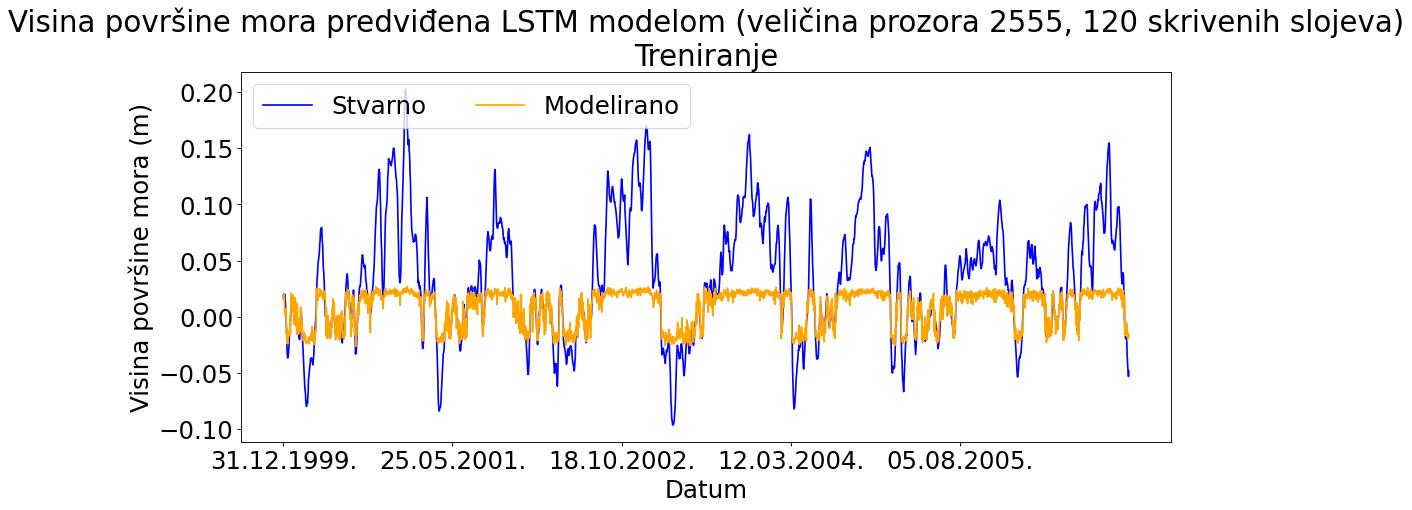 Visina površine mora predviđena LSTM modelom (veličina prozora 2555, 120 skrivenih slojeva)
Treniranje
Stvarno Modelirano
Visina površine mora (m)
0.20
0.15
0.10
0.05
0.00
−0.05
−0.10
31.12.1999. 25.05.2001. 18.10.2002. 12.03.2004. 05.08.2005.
Datum